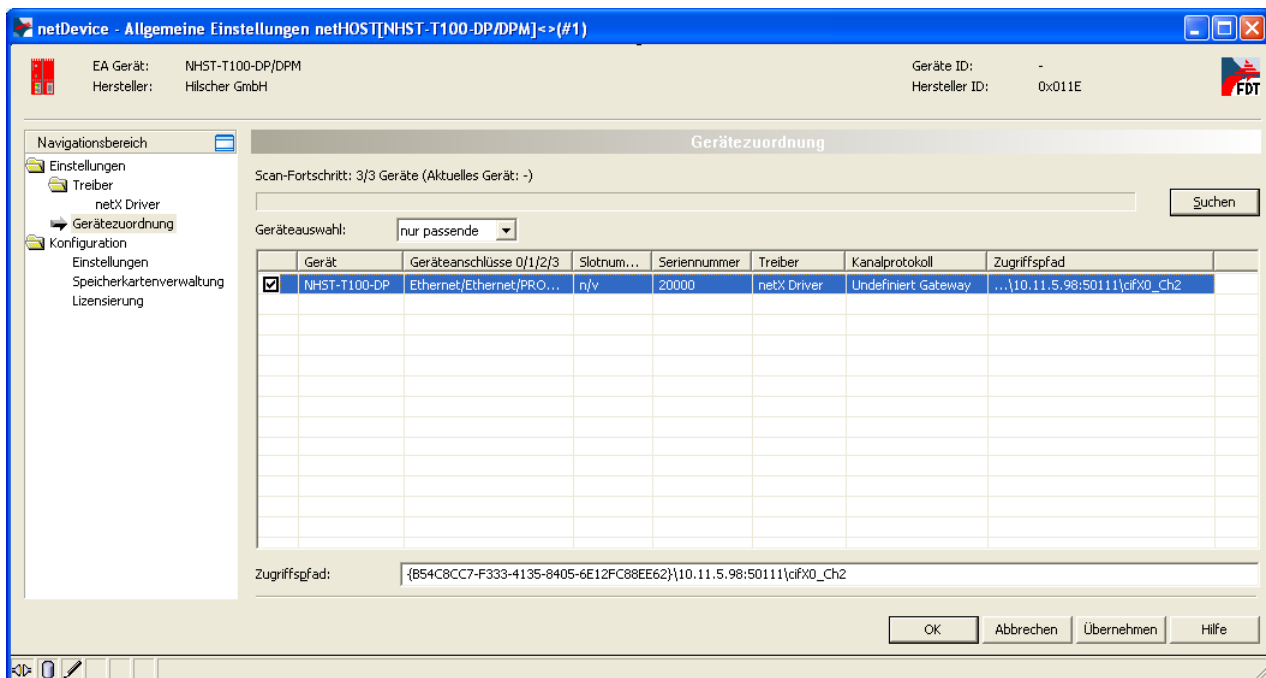 netDevice - Allgemeine Einstellungen netHOST[NHST-T100-DP/DPM]<>(#1)
EA Gerät: NHST-T100-DP/DPM Geräte ID: -
Hersteller: Hilscher GmbH Hersteller ID: 0x011E
FDT
Navigationsbereich
Einstellungen
Treiber
netX Driver
Gerätezuordnung
Konfiguration
Einstellungen
Speicherkartenverwaltung
Lizensierung
Gerätezuordnung
Scan-Fortschritt: 3/3 Geräte (Aktuelles Gerät: -)
Suchen
Geräteauswahl: nur passende
Gerät Geräteanschlüsse 0/1/2/3 Slotnum... Seriennummer Treiber Kanalprotokoll Zugriffspfad
NHST-T100-DP Ethernet/Ethernet/PRO... n/v 20000 netX Driver Undefiniert Gateway ...\10.11.5.98:50111\cifX0_Ch2
Zugriffspfad: {B54C8CC7-F333-4135-8405-6E12FC88EE62}\10.11.5.98:50111\cifX0_Ch2
OK Abbrechen Übernehmen Hilfe